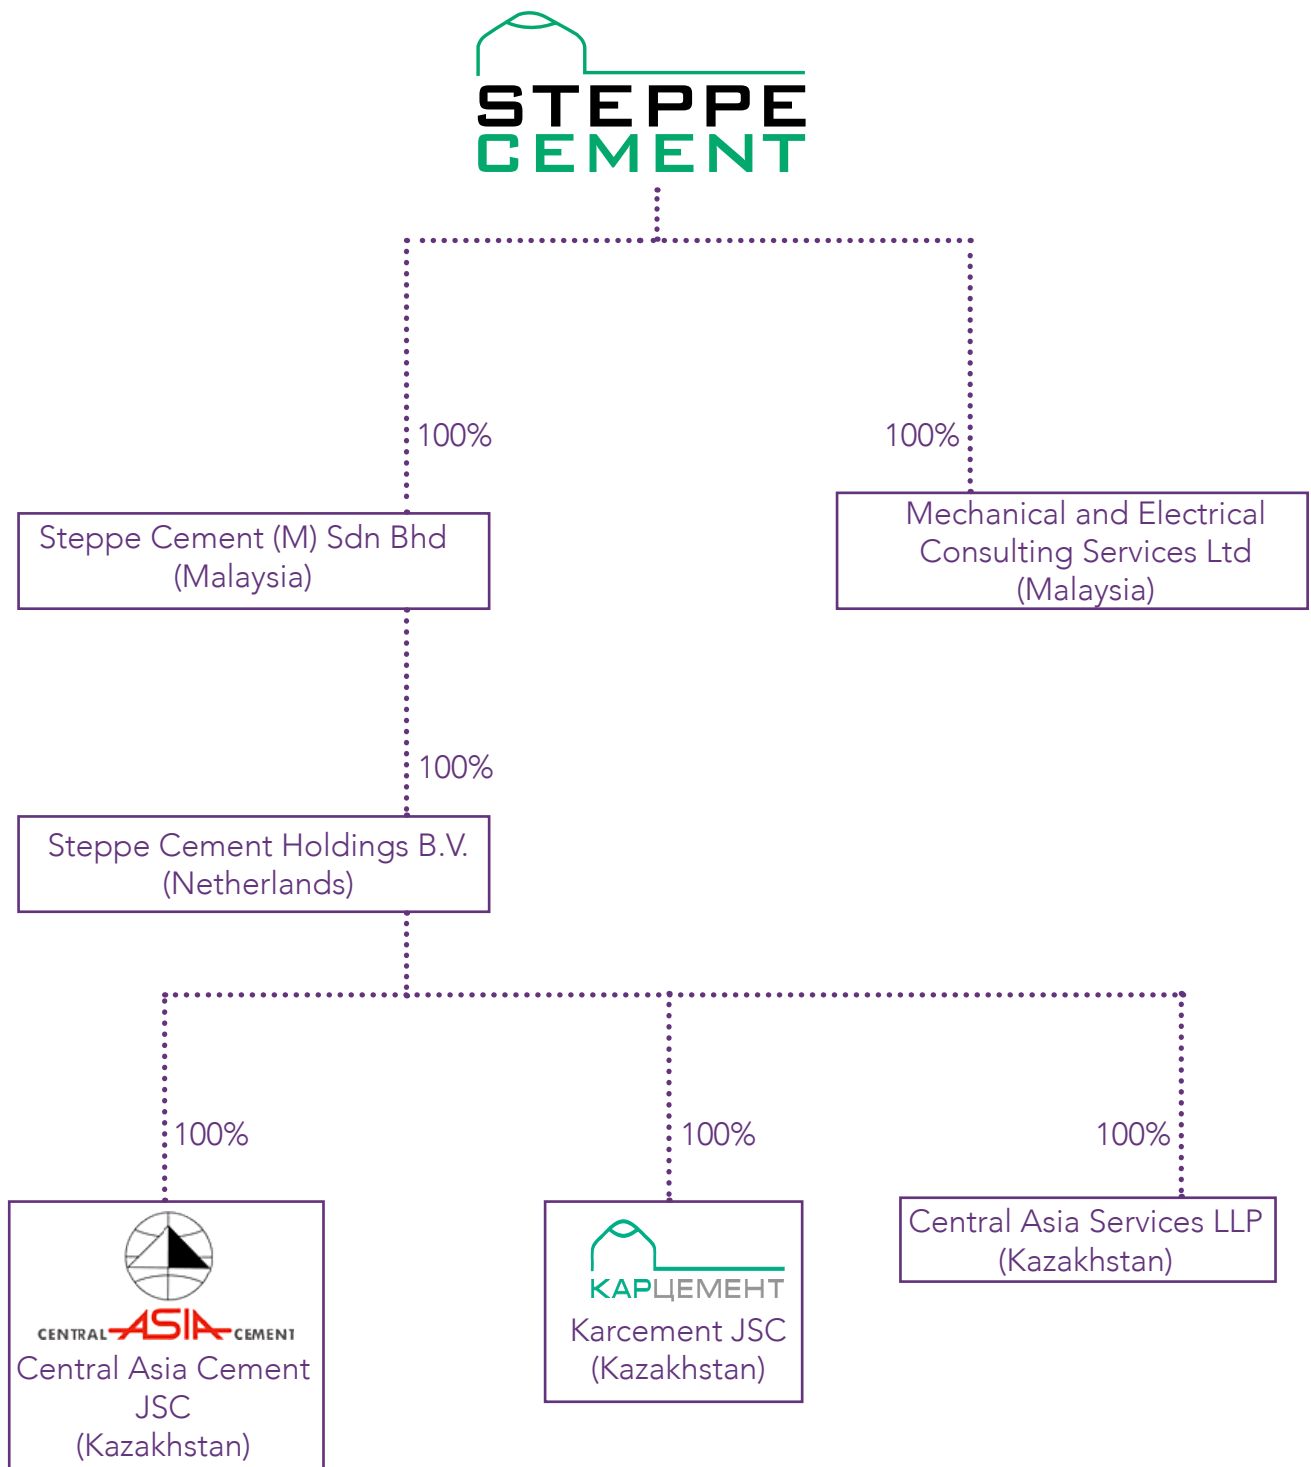 STEPPE
CEMENT
100%
100%
Steppe Cement (M) Sdn Bhd
(Malaysia)
Mechanical and Electrical
Consulting Services Ltd
(Malaysia)
100%
Steppe Cement Holdings B.V.
(Netherlands)
100%
100%
100%
CENTRAL ASIA CEMENT
Central Asia Cement
JSC
(Kazakhstan)
КАРЦЕМЕНТ
Karcement JSC
(Kazakhstan)
Central Asia Services LLP
(Kazakhstan)